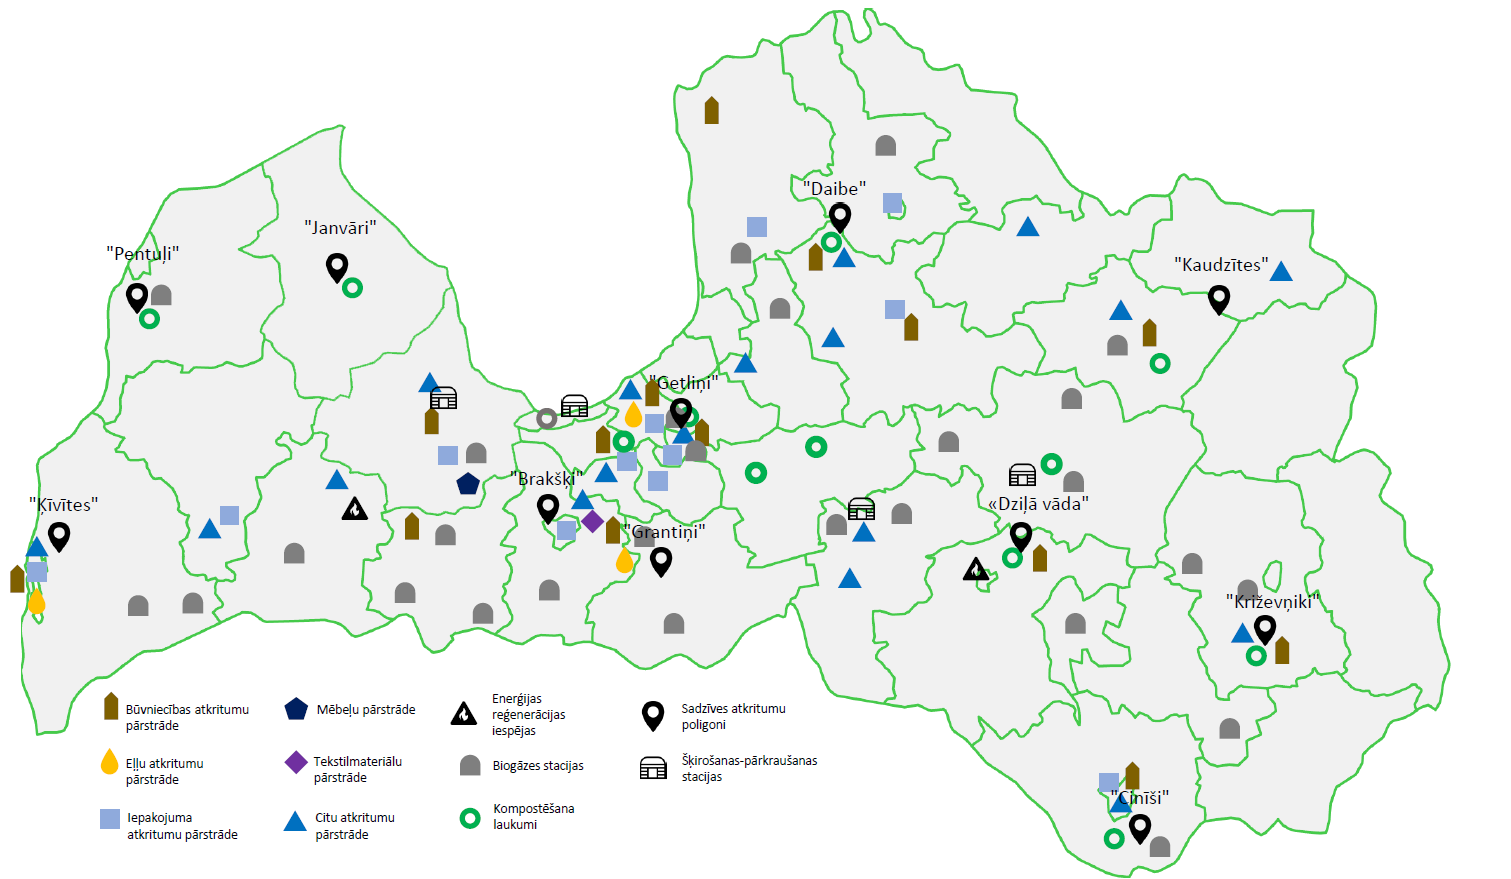 "Daibe"
"Janvāri"
"Pentuļi"
"Kaudzītes"
"Getliņi"
"Brakšķi"
"Ķīvītes"
«Dziļā vāda"
"Grantiņi"
"Križevņiki"
"Cinīši"
Būvniecības atkritumu
pārstrāde
Eļļu atkritumu
pārstrāde
Iepakojuma
atkritumu pārstrāde
Mēbeļu pārstrāde
Tekstilmateriālu
pārstrāde
Citu atkritumu
pārstrāde
Enerģijas
reģenerācijas
iespējas
Biogāzes stacijas
Kompostēšana
laukumi
Sadzīves atkritumu
poligoni
Šķirošanas-pārkraušanas
stacijas